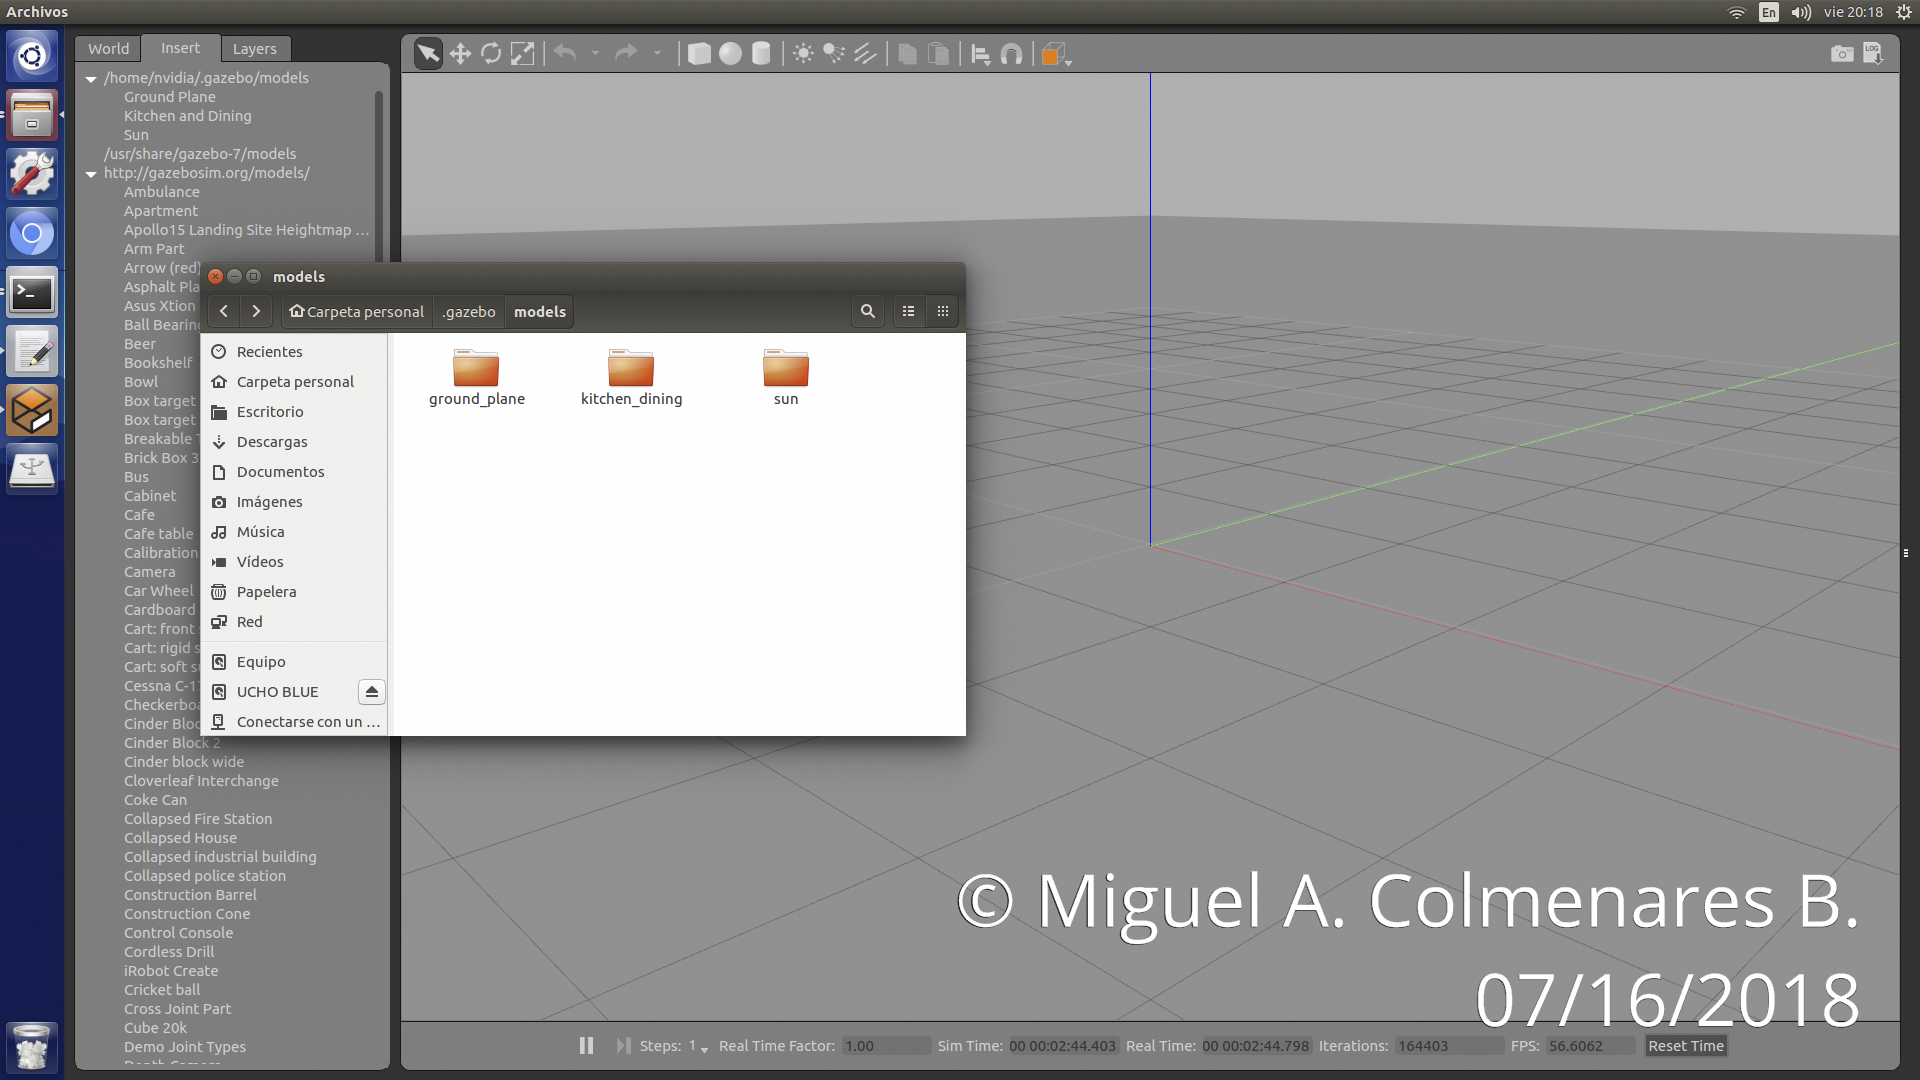 Archivos
En
vie 20:18
World
Insert
Layers
/home/nvidia/.gazebo/models
Ground Plane
Kitchen and Dining
Sun
/usr/share/gazebo-7/models
http://gazebosim.org/models/
Ambulance
Apartment
Apollo15 Landing Site Heightmap ...
Arm Part
Arrow (red)
Asphalt Pla
Asus Xtion
Ball Bearin
Beer
Bookshelf
Bowl
Box target
Box target
Breakable
Brick Box 3
Bus
Cabinet
Cafe
Cafe table
Calibration
Camera
Car Wheel
Cardboard
Cart: front
Cart: rigid s
Cart: soft su
Cessna C-1
Checkerboa
Cinder Bloc
Cinder Block 2
Cinder block wide
Cloverleaf Interchange
Coke Can
Collapsed Fire Station
Collapsed House
Collapsed industrial building
Collapsed police station
Construction Barrel
Construction Cone
Control Console
Cordless Drill
iRobot Create
Cricket ball
Cross Joint Part
Cube 20k
Demo Joint Types
models
Carpeta personal
.gazebo
models
Recientes
Carpeta personal
Escritorio
Descargas
Documentos
Imágenes
Música
Vídeos
Papelera
Red
Equipo
UCHO BLUE
Conectarse con un ...
ground_plane
kitchen_dining
sun
LOG
© Miguel A. Colmenares B.
07/16/2018
Steps: 1
Real Time Factor: 1.00
Sim Time: 00 00:02:44.403
Real Time: 00 00:02:44.798
Iterations: 164403
FPS: 56.6062
Reset Time